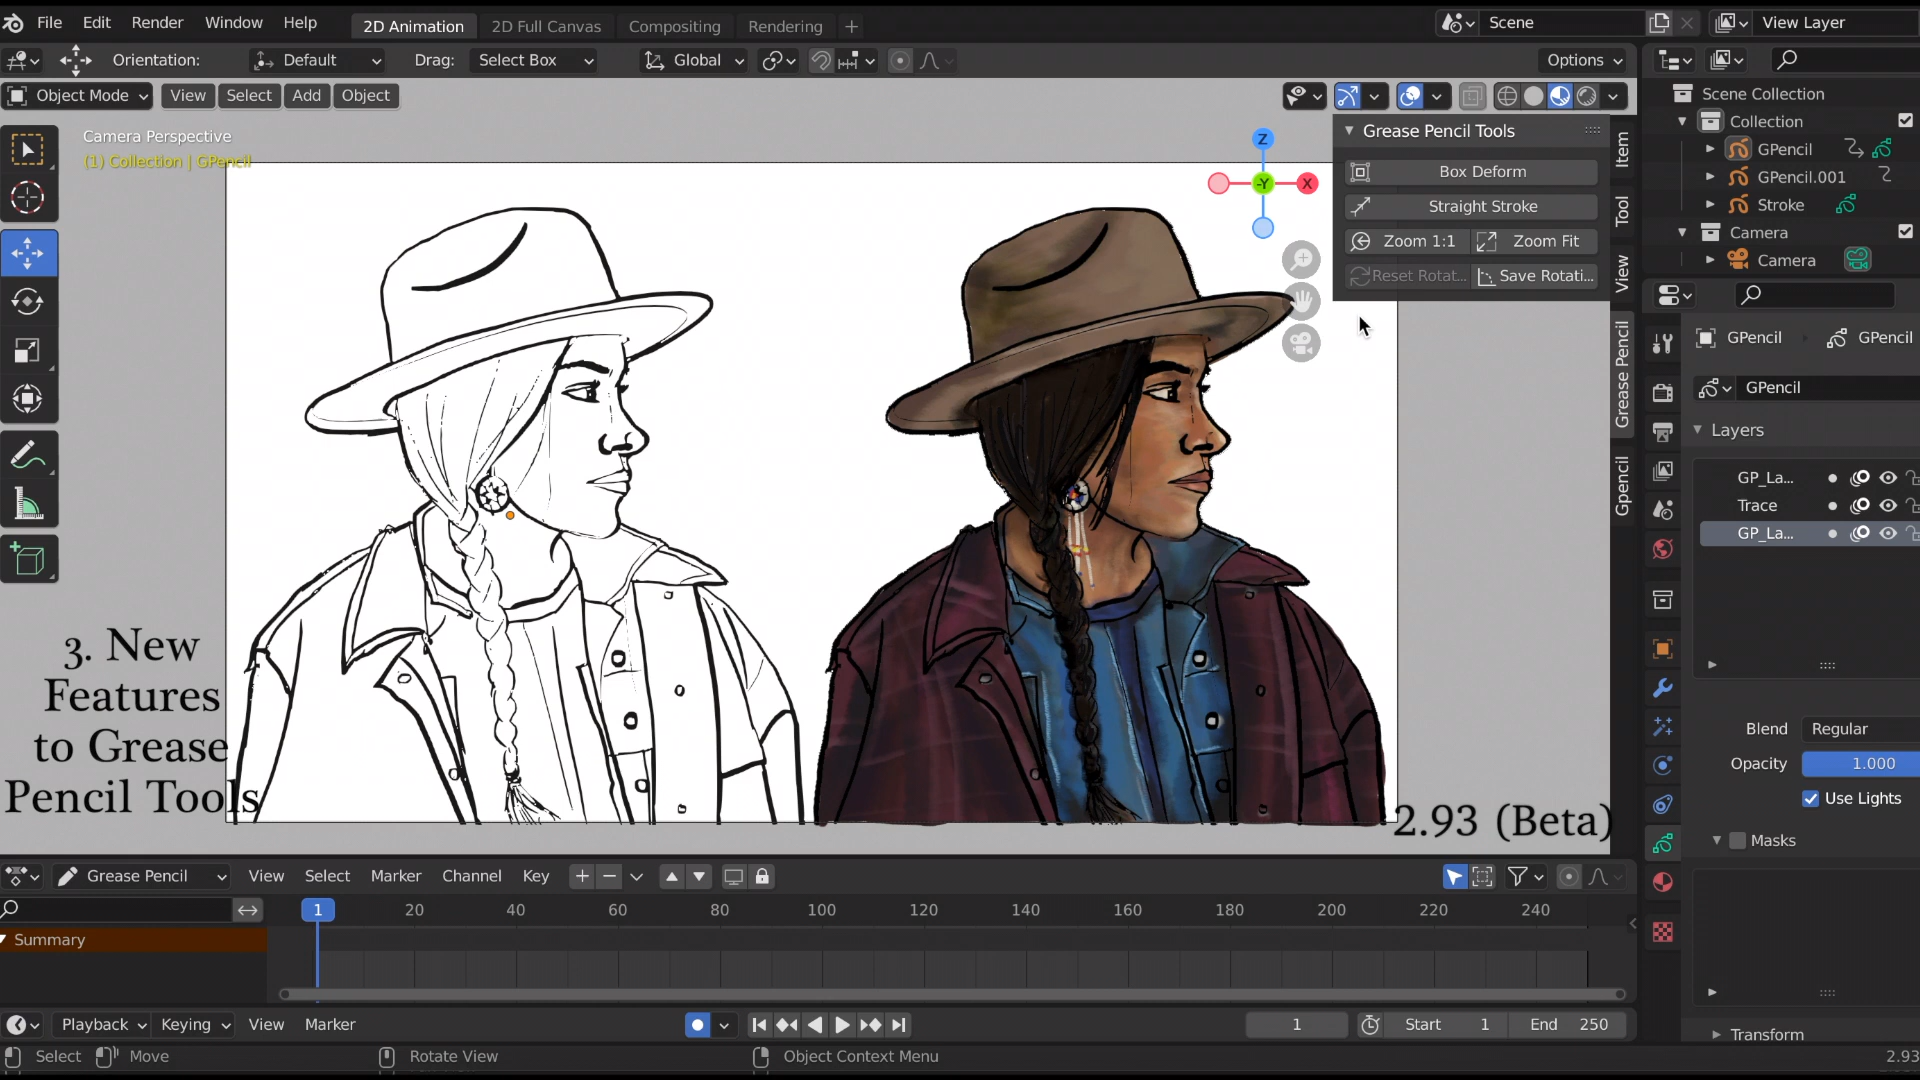 File Edit Render Window Help 2D Animation 2D Full Canvas Compositing Rendering + Scene View Layer
Orientation: Default Drag: Select Box Global Options
Object Mode View Select Add Object
Camera Perspective
(1) Collection | GPencil
Z
-Y
X
Grease Pencil Tools
Box Deform
Straight Stroke
Zoom 1:1 Zoom Fit
Reset Rotat... Save Rotati...
Item
Tool
View
Grease Pencil
Gpencil
Scene Collection
Collection
GPencil
GPencil.001
Stroke
Camera
Camera
GPencil GPencil
GPencil
Layers
GP_La...
Trace
GP_La...
Blend Regular
Opacity 1.000
Use Lights
Masks
Transform
3. New
Features
to Grease
Pencil Tools
2.93 (Beta)
Grease Pencil View Select Marker Channel Key
1 20 40 60 80 100 120 140 160 180 200 220 240
Summary
Playback Keying View Marker 1 Start 1 End 250
Select Move Rotate View Object Context Menu 2.93